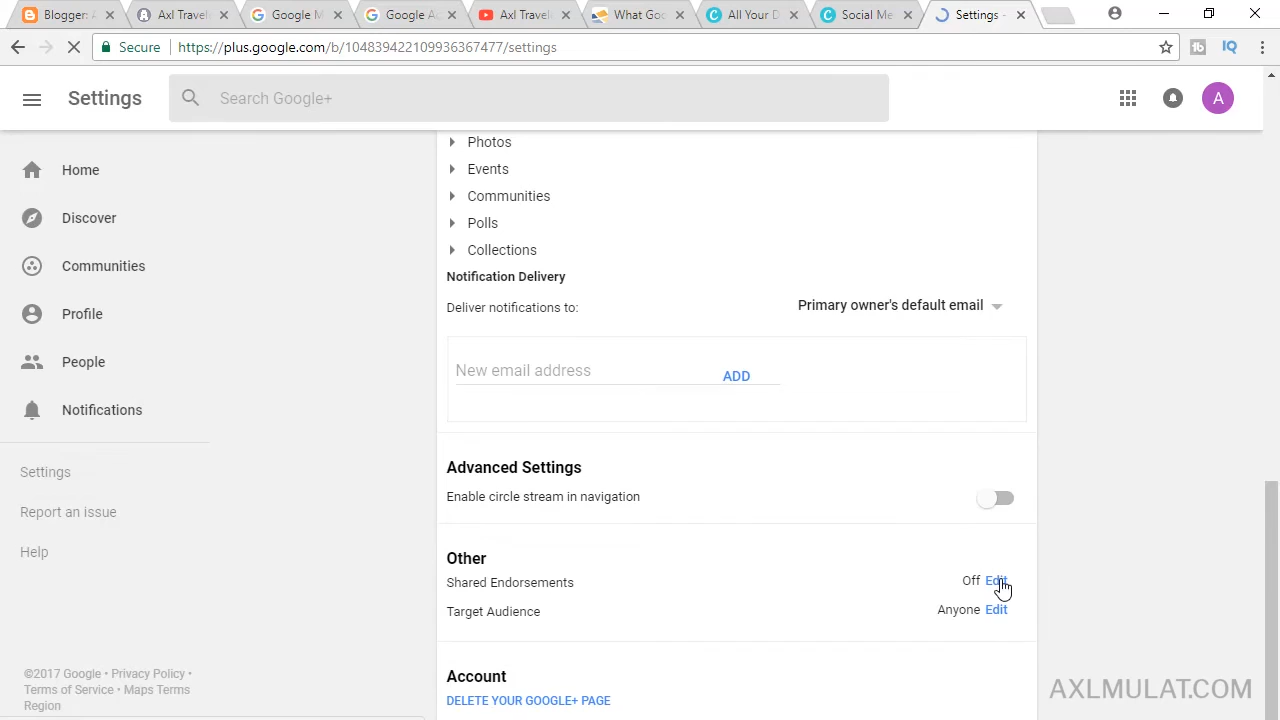 Blogger: A
Axl Travel
Google M
Google Ac
Axl Travel
What Goo
All Your D
Social Me
Settings -
Secure https://plus.google.com/b/104839422109936367477/settings
Settings
Search Google+
A
Home
Discover
Communities
Profile
People
Notifications
Settings
Report an issue
Help
©2017 Google • Privacy Policy •
Terms of Service • Maps Terms
Region
Photos
Events
Communities
Polls
Collections
Notification Delivery
Deliver notifications to: Primary owner's default email
New email address ADD
Advanced Settings
Enable circle stream in navigation
Other
Shared Endorsements Off Edit
Target Audience Anyone Edit
Account
DELETE YOUR GOOGLE+ PAGE
AXLMULAT.COM